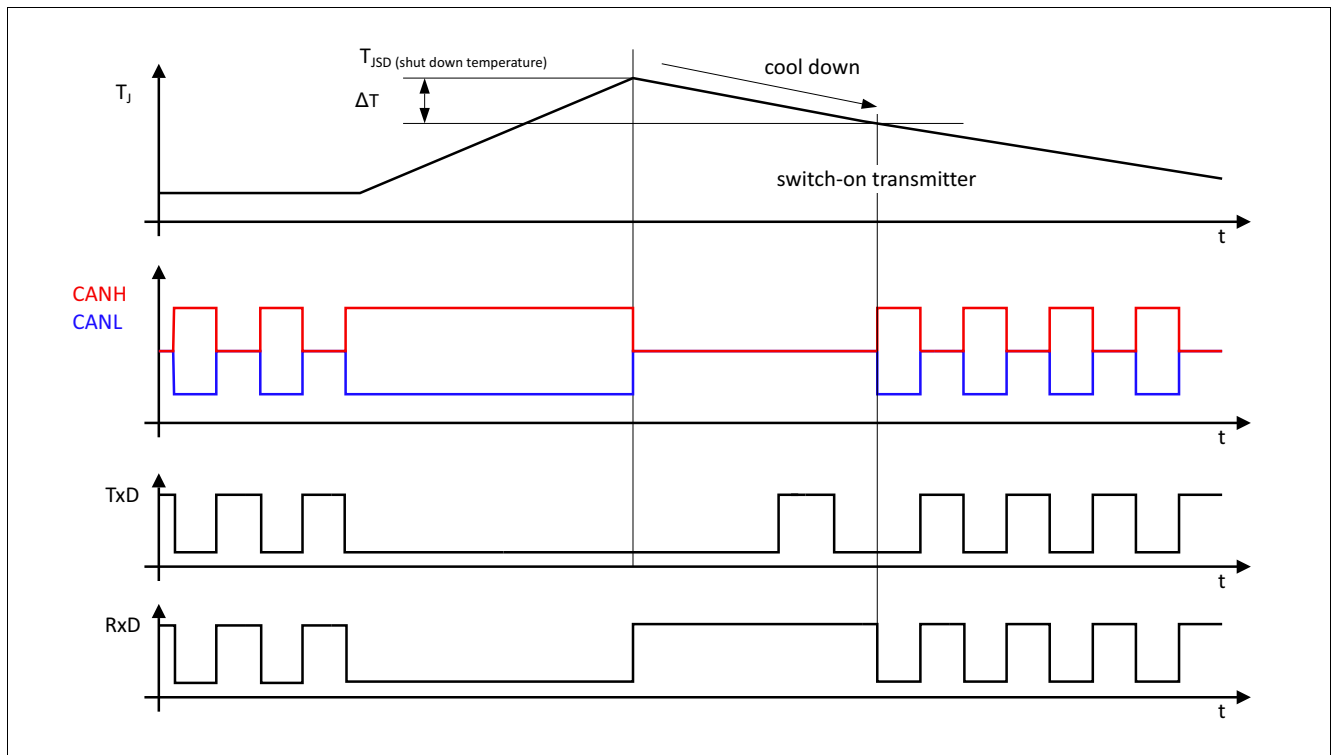 TJSD (shut down temperature)
cool down
TJ
ΔT
switch-on transmitter
t
CANH
CANL
t
TxD
t
RxD
t